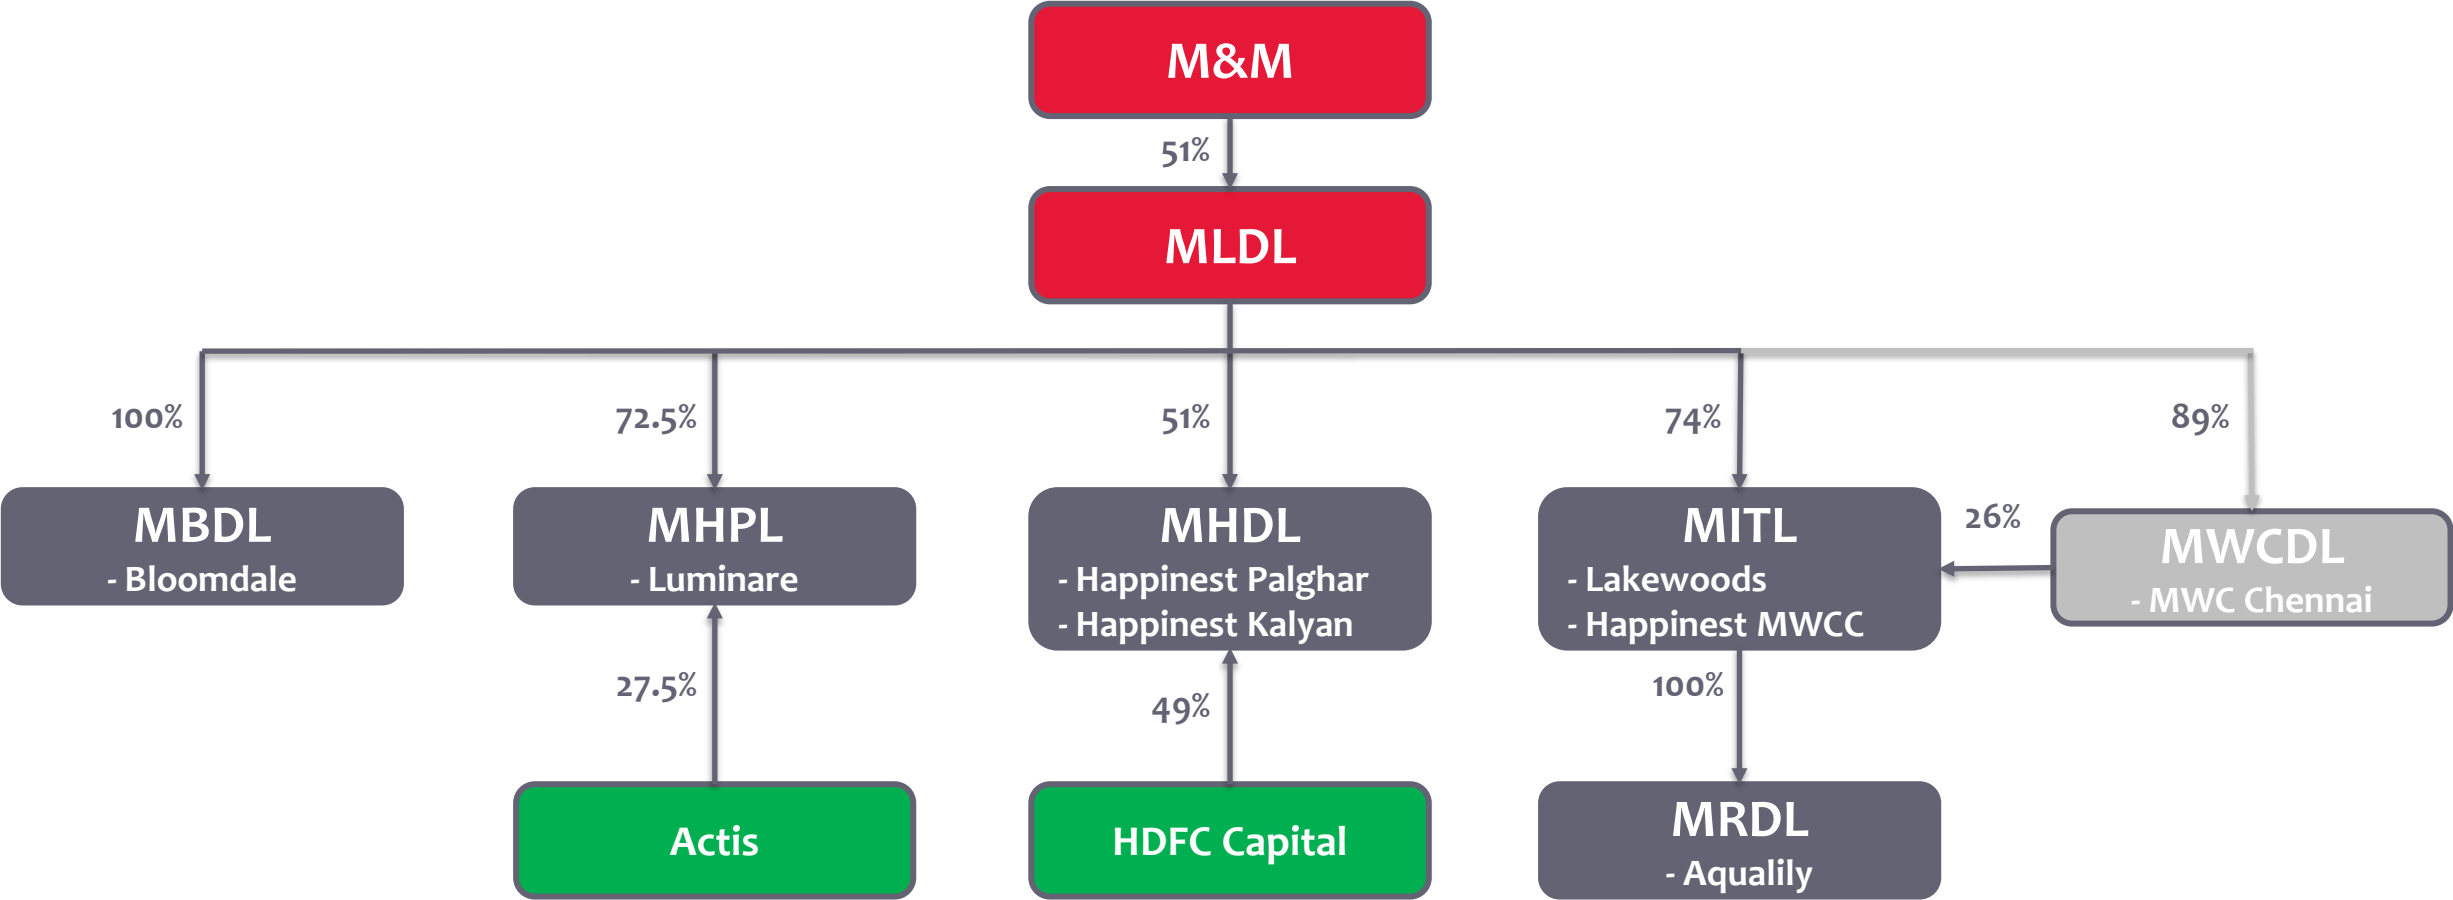 M&M
51%
MLDL
100%
72.5%
51%
74%
89%
MBDL
- Bloomdale
MHPL
- Luminare
MHDL
- Happinest Palghar
- Happinest Kalyan
MITL
- Lakewoods
- Happinest MWCC
26%
MWCDL
- MWC Chennai
27.5%
49%
100%
Actis
HDFC Capital
MRDL
- Aqualily